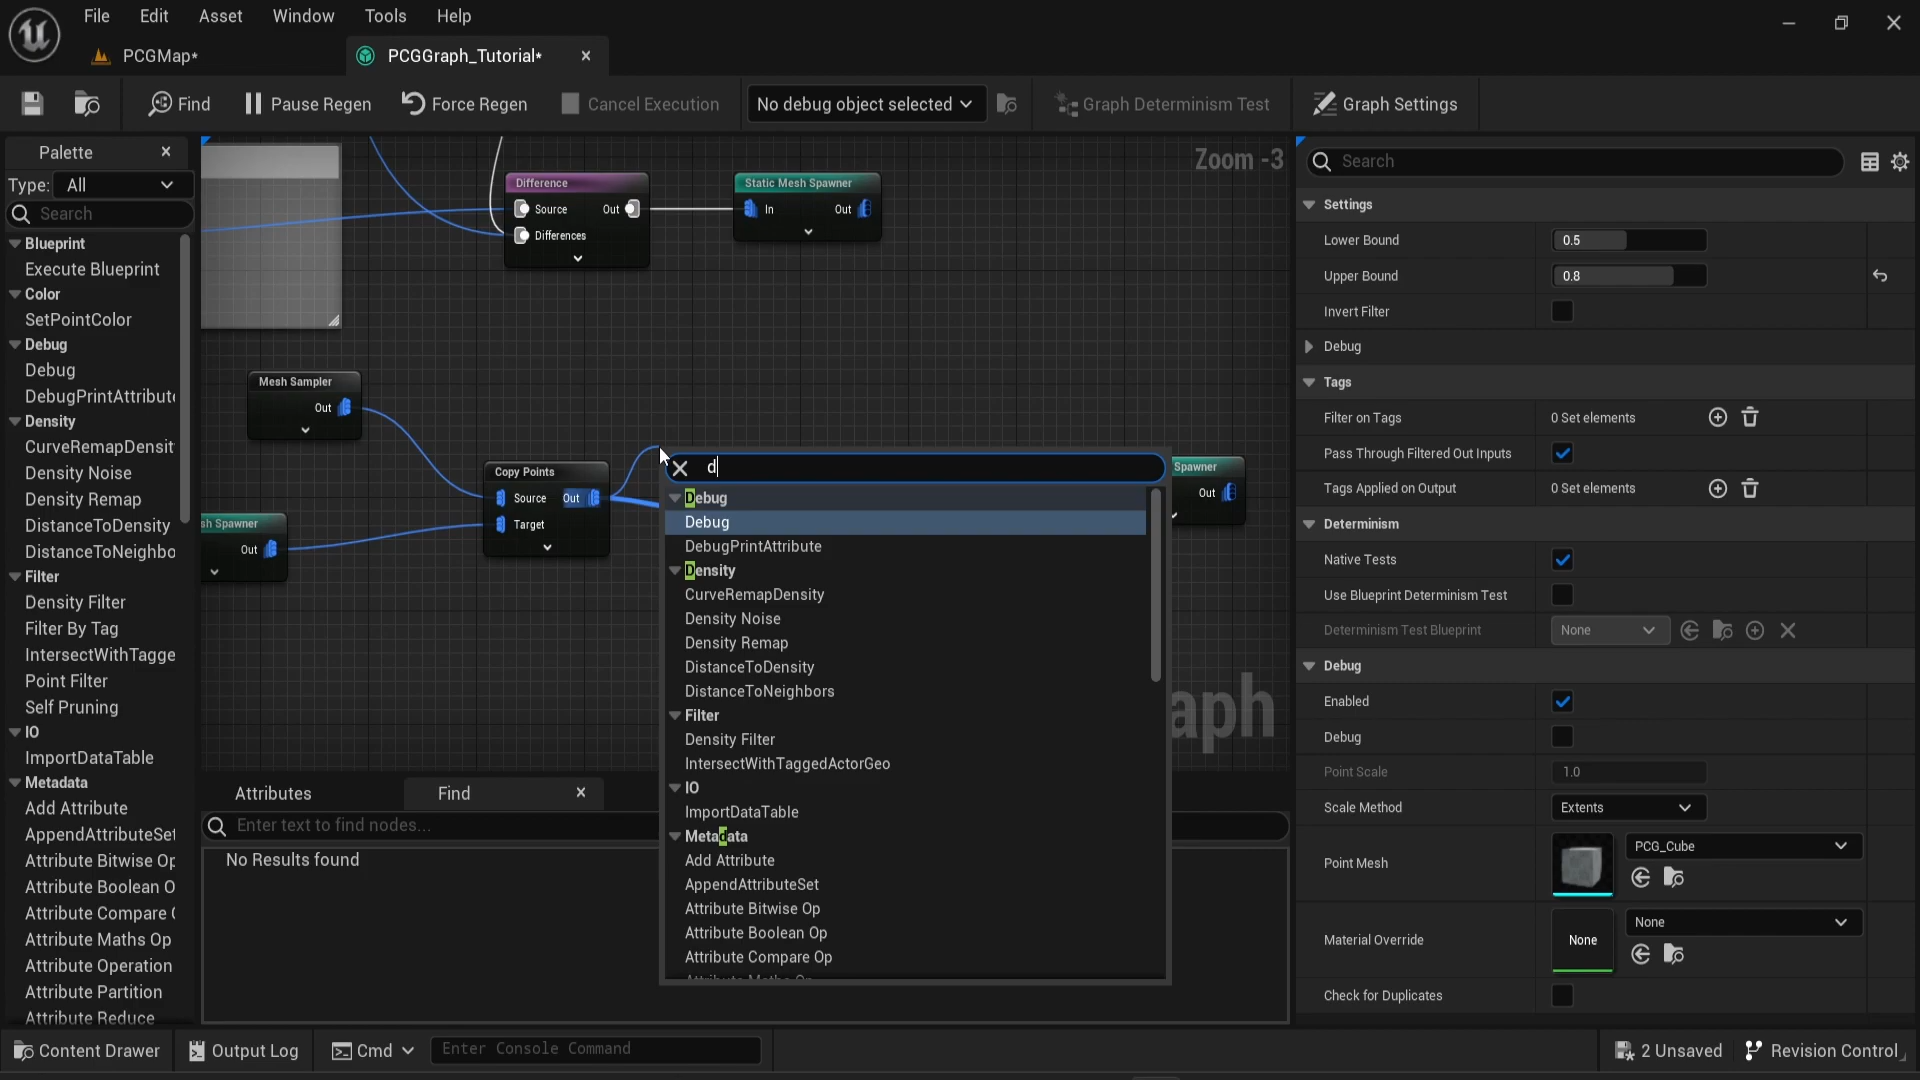 File Edit Asset Window Tools Help
PCGMap*
PCGGraph_Tutorial*
Find
Pause Regen
Force Regen
Cancel Execution
No debug object selected
Graph Determinism Test
Graph Settings
Palette
Type: All
Search
Blueprint
Execute Blueprint
Color
SetPointColor
Debug
Debug
DebugPrintAttribute
Density
CurveRemapDensit
Density Noise
Density Remap
DistanceToDensity
DistanceToNeighbo
Filter
Density Filter
Filter By Tag
IntersectWithTagge
Point Filter
Self Pruning
IO
ImportDataTable
Metadata
Add Attribute
AppendAttributeSet
Attribute Bitwise Op
Attribute Boolean O
Attribute Compare
Attribute Maths Op
Attribute Operation
Attribute Partition
Attribute Reduce
Zoom -3
Difference
Source Out
Differences
Static Mesh Spawner
In Out
Mesh Sampler
Out
Copy Points
Source Out
Target
sh Spawner
Out
Spawner
Out
aph
d
Debug
Debug
DebugPrintAttribute
Density
CurveRemapDensity
Density Noise
Density Remap
DistanceToDensity
DistanceToNeighbors
Filter
Density Filter
IntersectWithTaggedActorGeo
IO
ImportDataTable
Metadata
Add Attribute
AppendAttributeSet
Attribute Bitwise Op
Attribute Boolean Op
Attribute Compare Op
Attribute Maths Op
Attributes
Find
Enter text to find nodes...
No Results found
Search
Settings
Lower Bound 0.5
Upper Bound 0.8
Invert Filter
Debug
Tags
Filter on Tags 0 Set elements
Pass Through Filtered Out Inputs
Tags Applied on Output 0 Set elements
Determinism
Native Tests
Use Blueprint Determinism Test
Determinism Test Blueprint None
Debug
Enabled
Debug
Point Scale 1.0
Scale Method Extents
Point Mesh PCG_Cube
Material Override None None
Check for Duplicates
Content Drawer
Output Log
Cmd
Enter Console Command
2 Unsaved
Revision Control